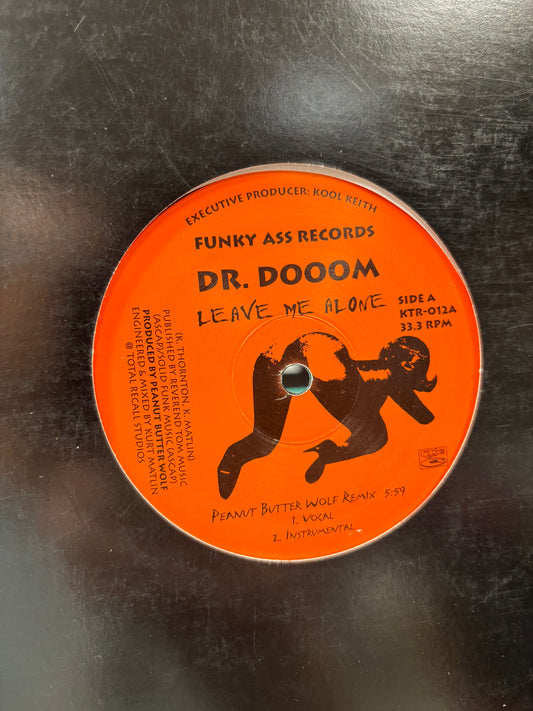 EXECUTIVE PRODUCER: KOOL KEITH
FUNKY ASS RECORDS
DR. DOOOM
LEAVE ME ALONE
SIDE A
KTR-012A
33.3 RPM
(K. THORNTON, K. MATLIN)
PUBLISHED BY REVEREND TOM MUSIC
(ASCAP)/SOLID FUNK MUSIC (ASCAP)
PRODUCED BY PEANUT BUTTER WOLF
ENGINEERED & MIXED BY KURT MATLIN
@ TOTAL RECALL STUDIOS
PEANUT BUTTER WOLF REMIX 5:59
1. VOCAL
2. INSTRUMENTAL